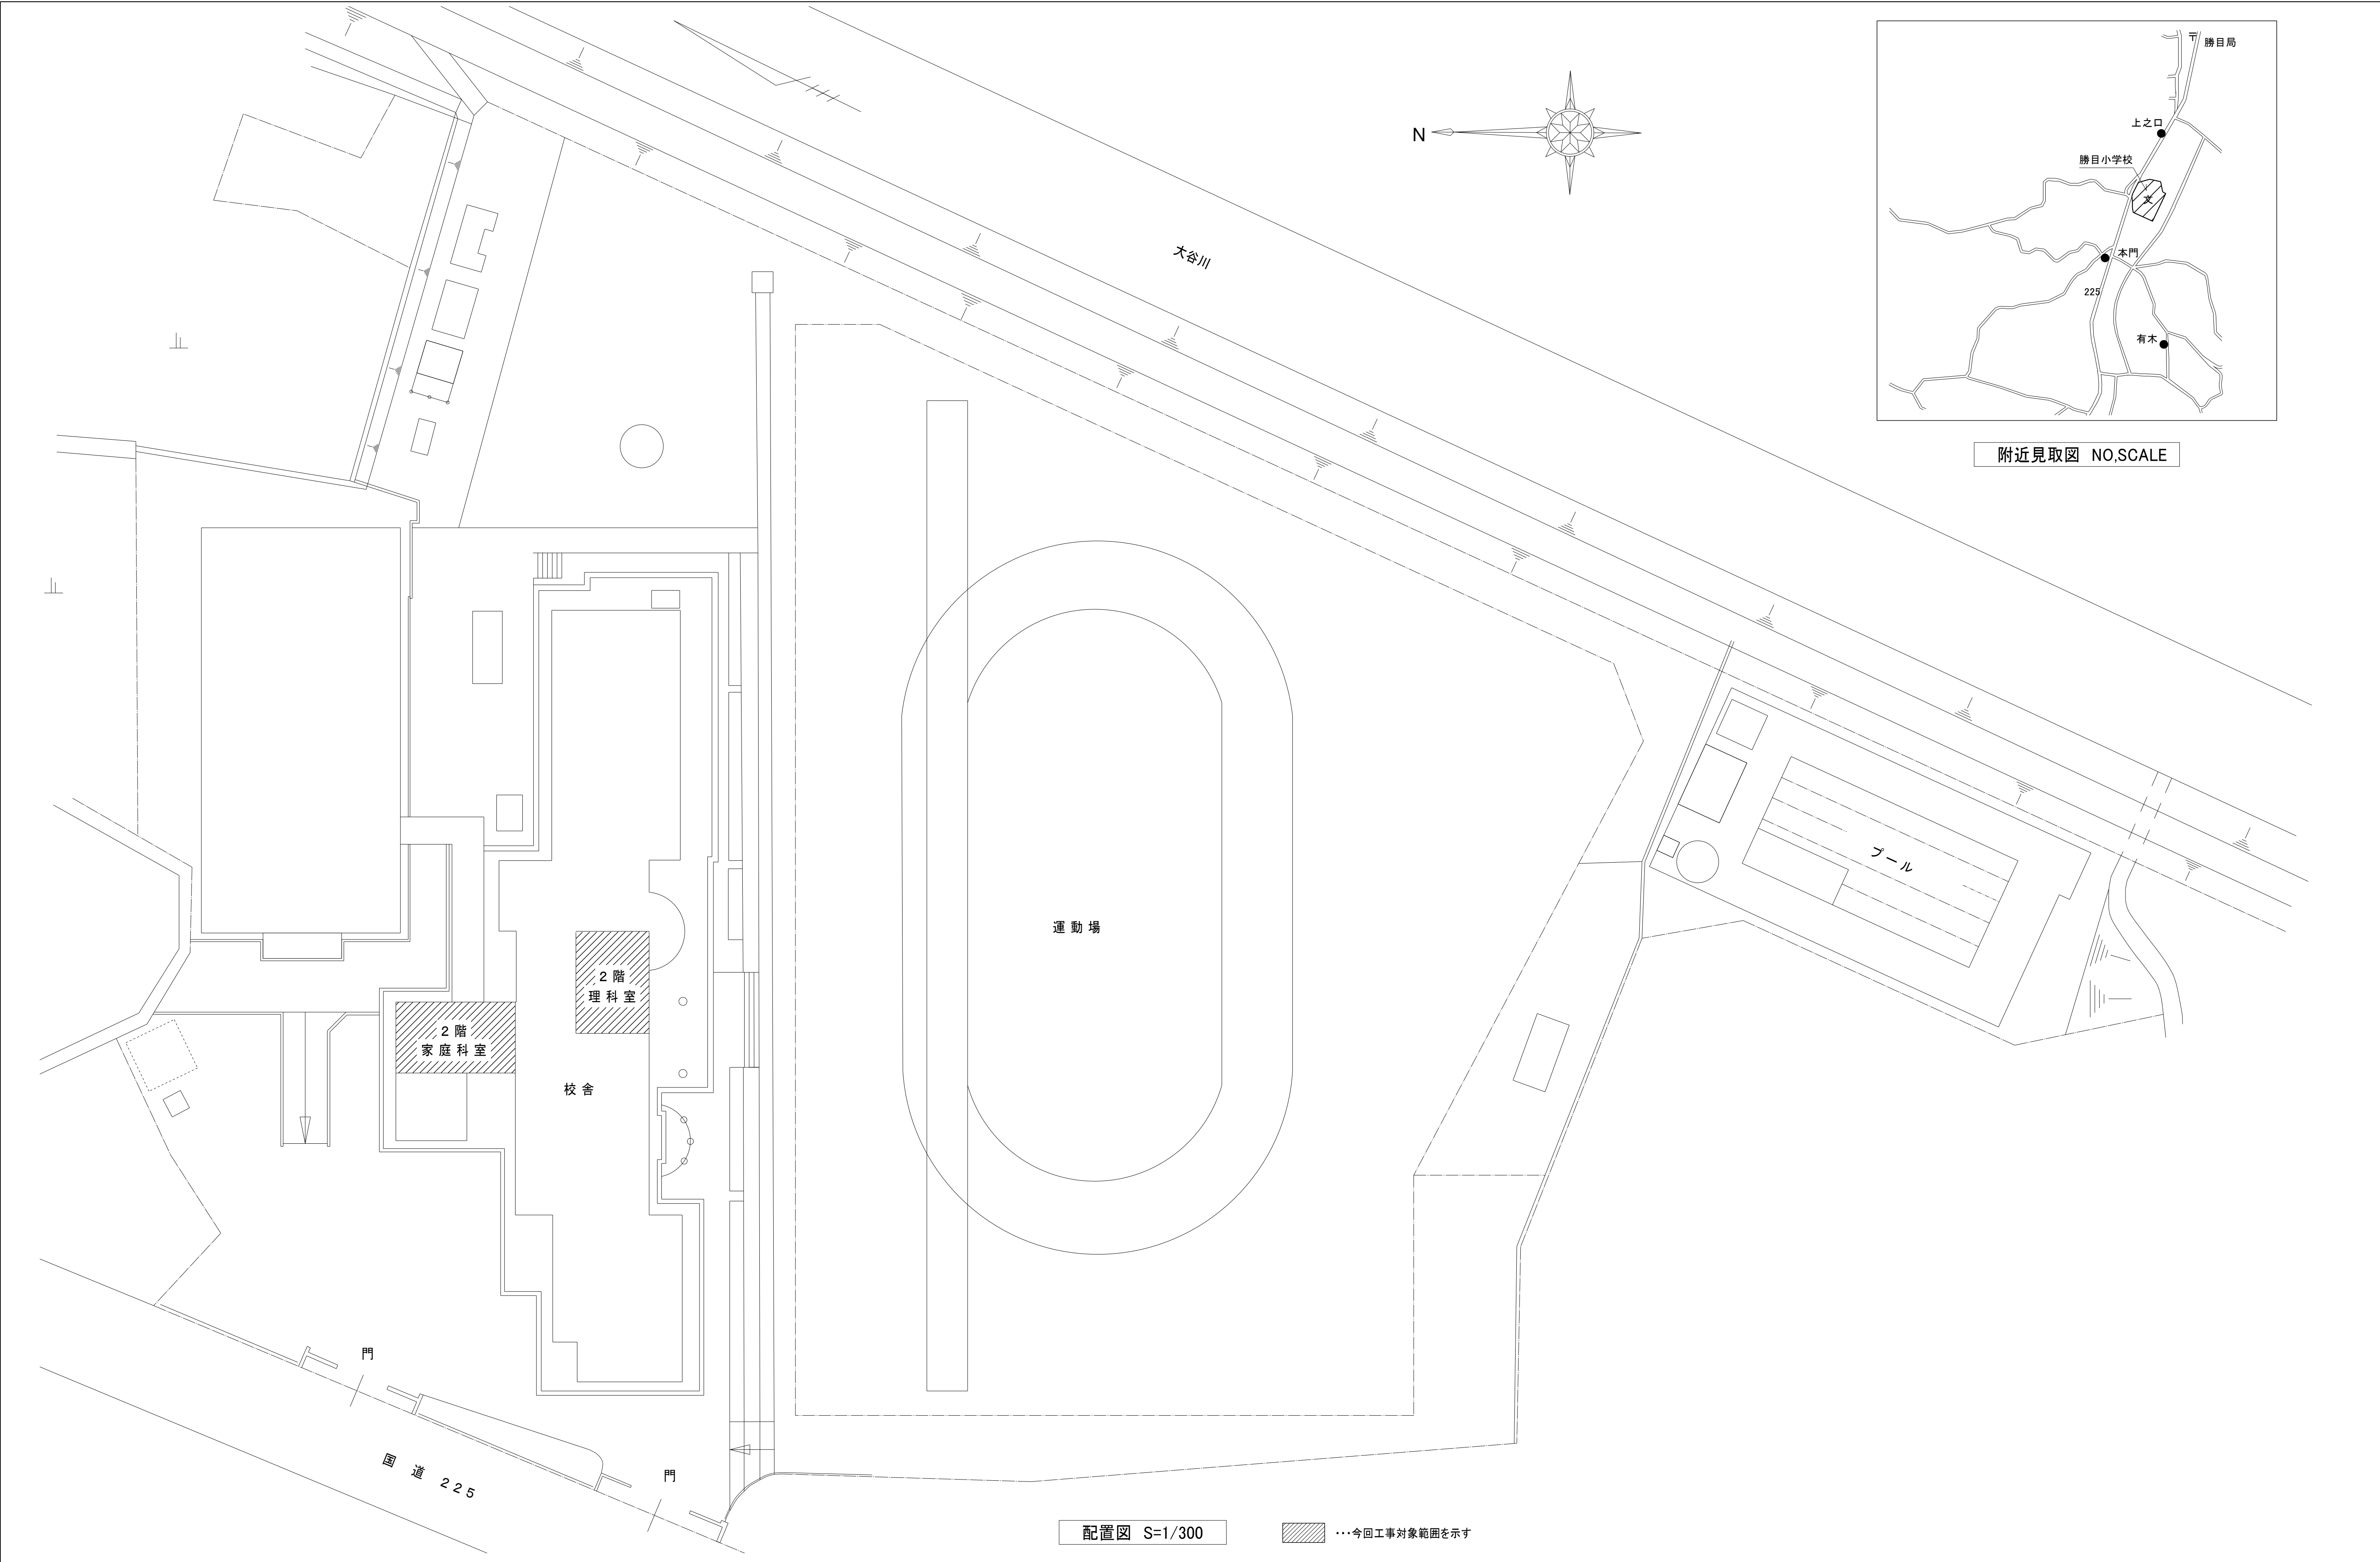 〒 勝目局
上之口
勝目小学校
文
本門
225
有木
附近見取図 NO,SCALE
N
大谷川
プール
運動場
2階
理科室
2階
家庭科室
校舎
門
門
国道 225
配置図 S=1/300
・・・今回工事対象範囲を示す